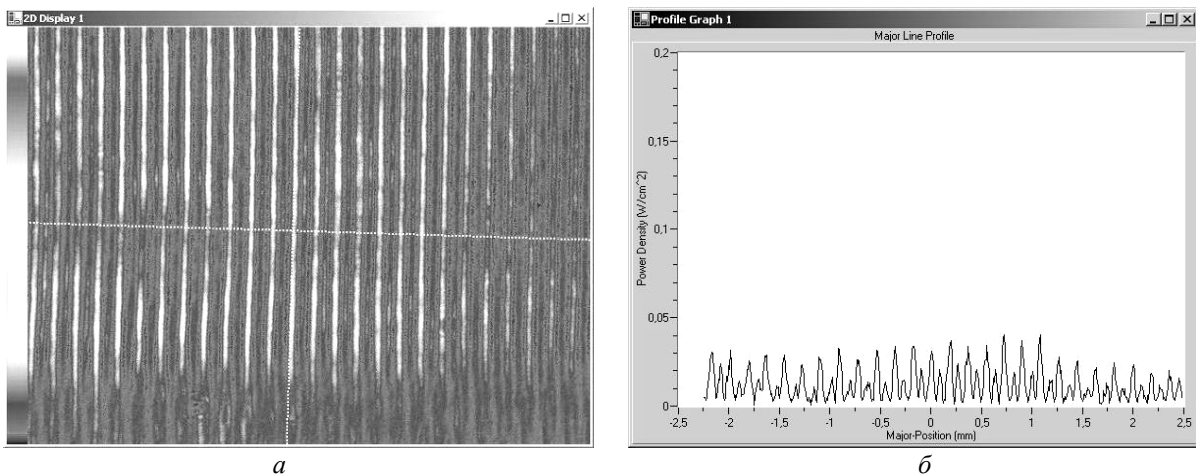 2D Display 1
Profile Graph 1
Major Line Profile
Power Density (W/cm^2)
0,2
0,15
0,1
0,05
0
-2,5
-2
-1,5
-1
-0,5
0
0,5
1
1,5
2
2,5
Major-Position (mm)
а
б